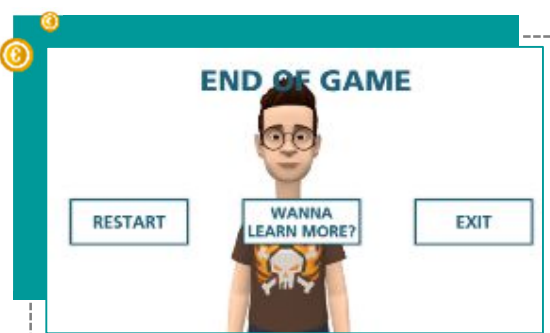 END OF GAME
RESTART
WANNA
LEARN MORE?
EXIT